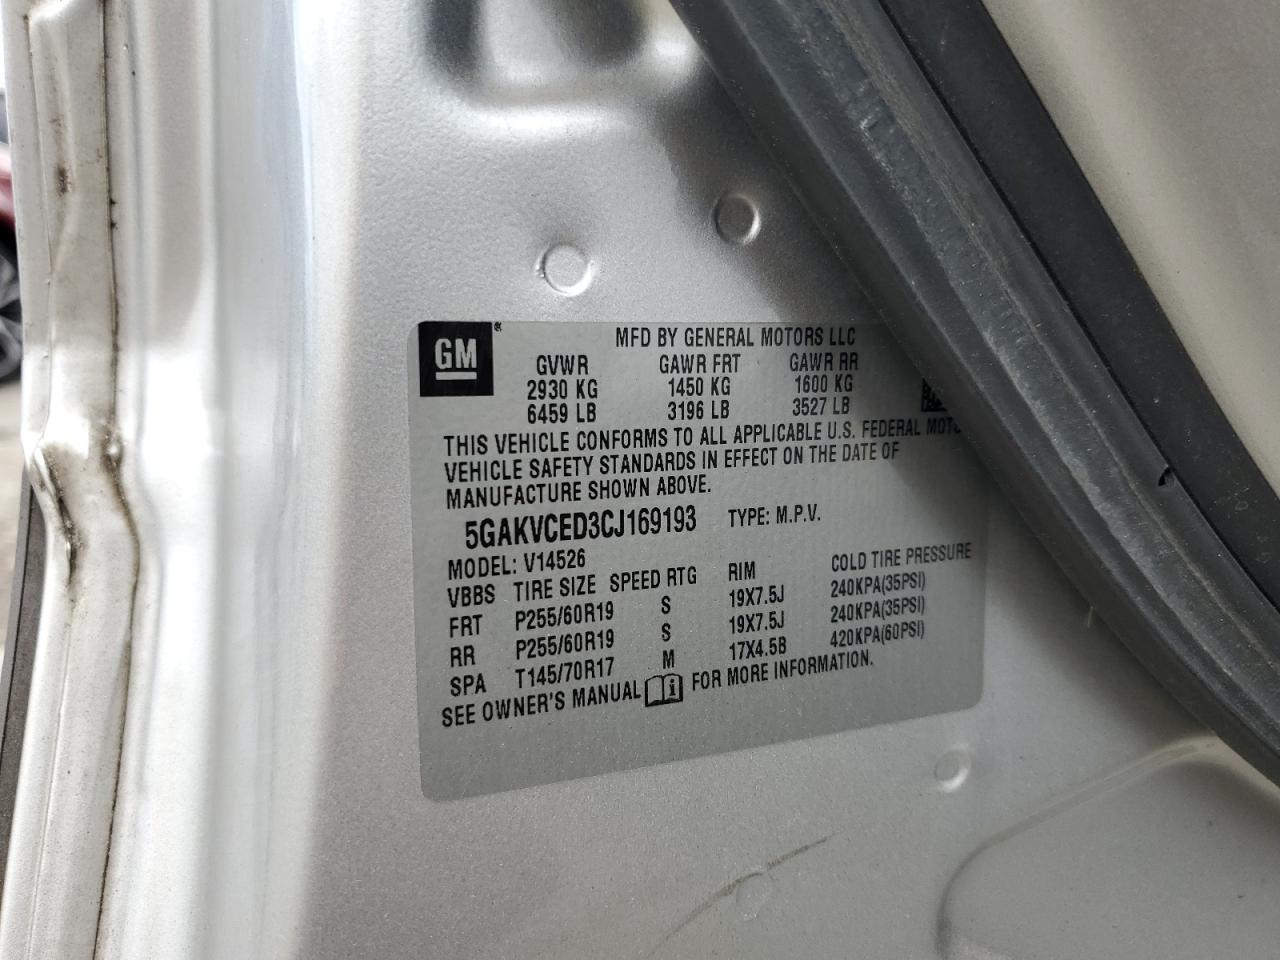 GM® MFD BY GENERAL MOTORS LLC
GVWR GAWR FRT GAWR RR
2930 KG 1450 KG 1600 KG
6459 LB 3196 LB 3527 LB
THIS VEHICLE CONFORMS TO ALL APPLICABLE U.S. FEDERAL
VEHICLE SAFETY STANDARDS IN EFFECT ON THE DATE OF
MANUFACTURE SHOWN ABOVE.
5GAKVCED3CJ169193 TYPE: M.P.V.
MODEL: V14526
VBBS TIRE SIZE SPEED RTG RIM COLD TIRE PRESSURE
FRT P255/60R19 S 19X7.5J 240KPA(35PSI)
RR P255/60R19 S 19X7.5J 240KPA(35PSI)
SPA T145/70R17 M 17X4.5B 420KPA(60PSI)
SEE OWNER'S MANUAL i FOR MORE INFORMATION.